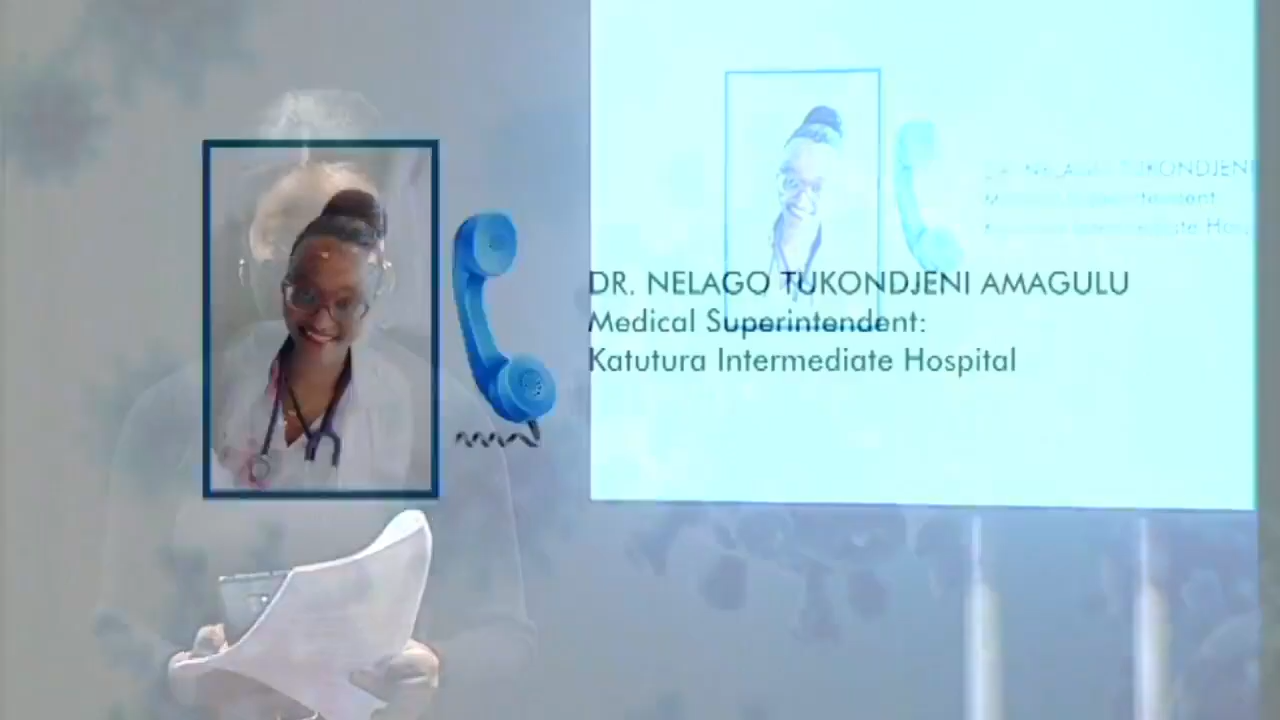 DR. NELAGO TUKONDJENI AMAGULU
Medical Superintendent:
Katutura Intermediate Hospital